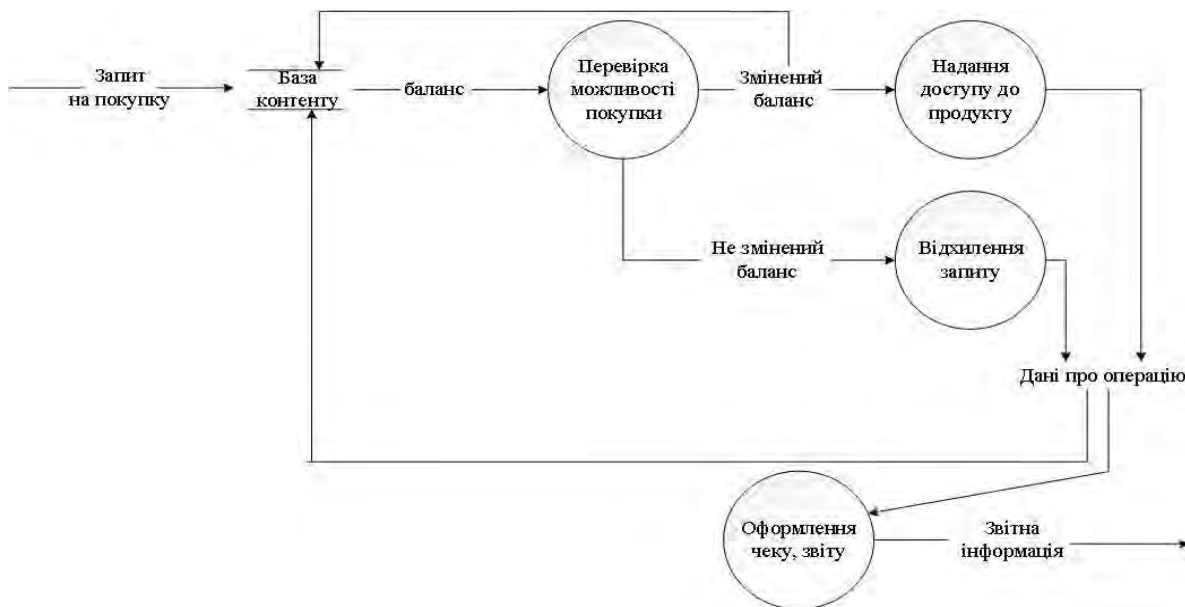 Запит
на покупку
База
контенту
баланс
Перевірка
можливості
покупки
Змінений
баланс
Надання
доступу до
продукту
Не змінений
баланс
Відхилення
запиту
Дані про операцію
Оформлення
чеку, звіту
Звітна
інформація